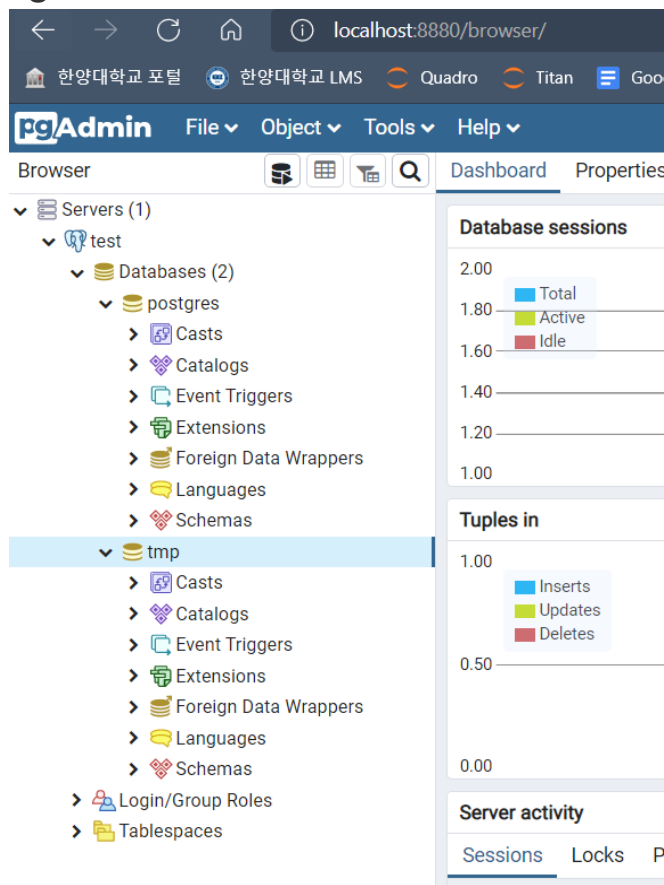 localhost:8880/browser/
한양대학교 포털 한양대학교 LMS Quadro Titan Goo
pgAdmin File Object Tools Help
Browser Dashboard Properties
Servers (1)
test
Databases (2)
postgres
Casts
Catalogs
Event Triggers
Extensions
Foreign Data Wrappers
Languages
Schemas
tmp
Casts
Catalogs
Event Triggers
Extensions
Foreign Data Wrappers
Languages
Schemas
Login/Group Roles
Tablespaces
Database sessions
2.00
Total
1.80
Active
Idle
1.60
1.40
1.20
1.00
Tuples in
1.00
Inserts
Updates
Deletes
0.50
0.00
Server activity
Sessions Locks P